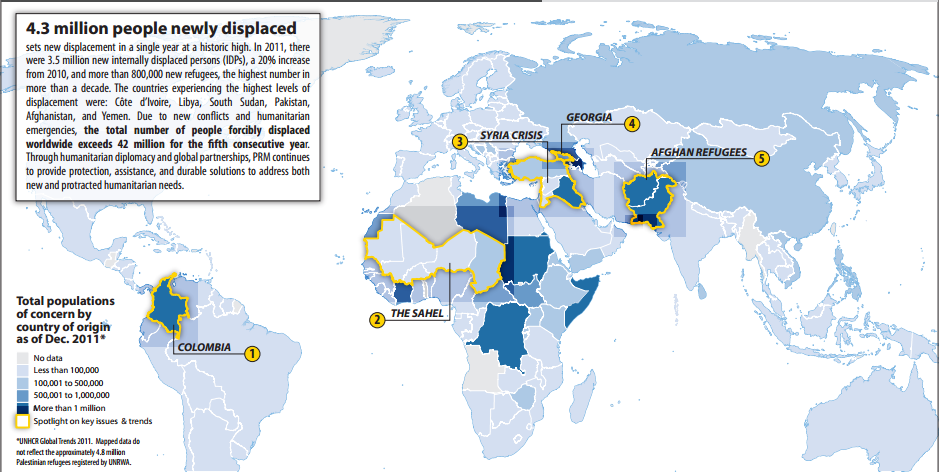 4.3 million people newly displaced
sets new displacement in a single year at a historic high. In 2011, there
were 3.5 million new internally displaced persons (IDPs), a 20% increase
from 2010, and more than 800,000 new refugees, the highest number in
more than a decade. The countries experiencing the highest levels of
displacement were: Côte d'Ivoire, Libya, South Sudan, Pakistan,
Afghanistan, and Yemen. Due to new conflicts and humanitarian
emergencies, the total number of people forcibly displaced
worldwide exceeds 42 million for the fifth consecutive year.
Through humanitarian diplomacy and global partnerships, PRM continues
to provide protection, assistance, and durable solutions to address both
new and protracted humanitarian needs.
GEORGIA 4
3 SYRIA CRISIS
AFGHAN REFUGEES 5
2 THE SAHEL
COLOMBIA 1
Total populations
of concern by
country of origin
as of Dec. 2011*
No data
Less than 100,000
100,001 to 500,000
500,001 to 1,000,000
More than 1 million
Spotlight on key issues & trends
*UNHCR Global Trends 2011. Mapped data do
not reflect the approximately 4.8 million
Palestinian refugees registered by UNRWA.